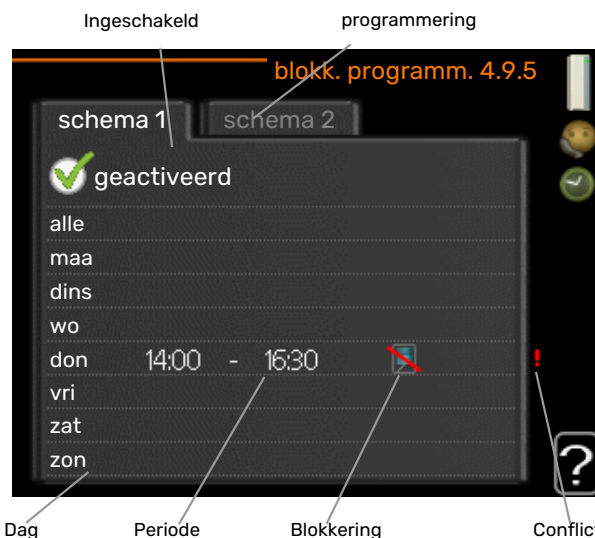 Ingeschakeld programmering
blokk. programm. 4.9.5
schema 1 schema 2
geactiveerd
alle
maa
dins
wo
don 14:00 - 16:30 !
vri
zat
zon
?
Dag Periode Blokkering Conflict